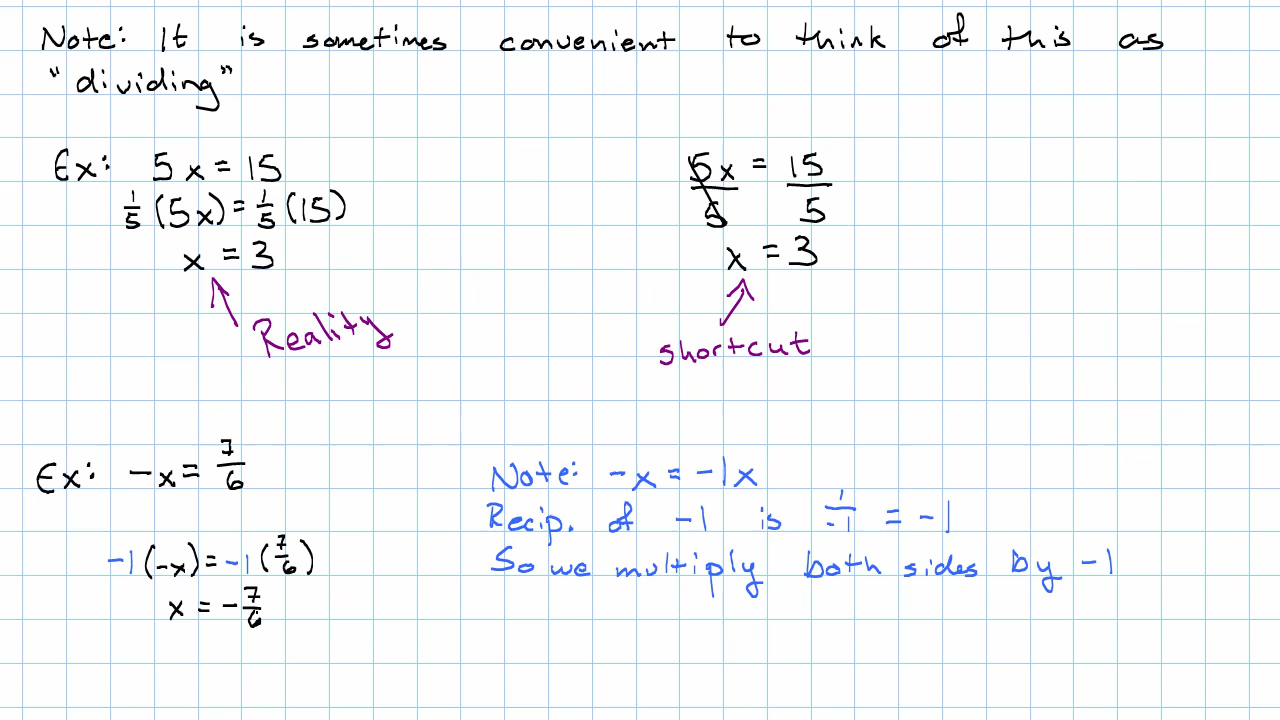 Note: It is sometimes convenient to think of this as
"dividing"
Ex: 5x = 15
1/5 (5x) = 1/5 (15)
x = 3
Reality
5x/5 = 15/5
x = 3
shortcut
Ex: -x = 7/6
-1(-x) = -1(7/6)
x = -7/6
Note: -x = -1x
Recip. of -1 is 1/-1 = -1
So we multiply both sides by -1